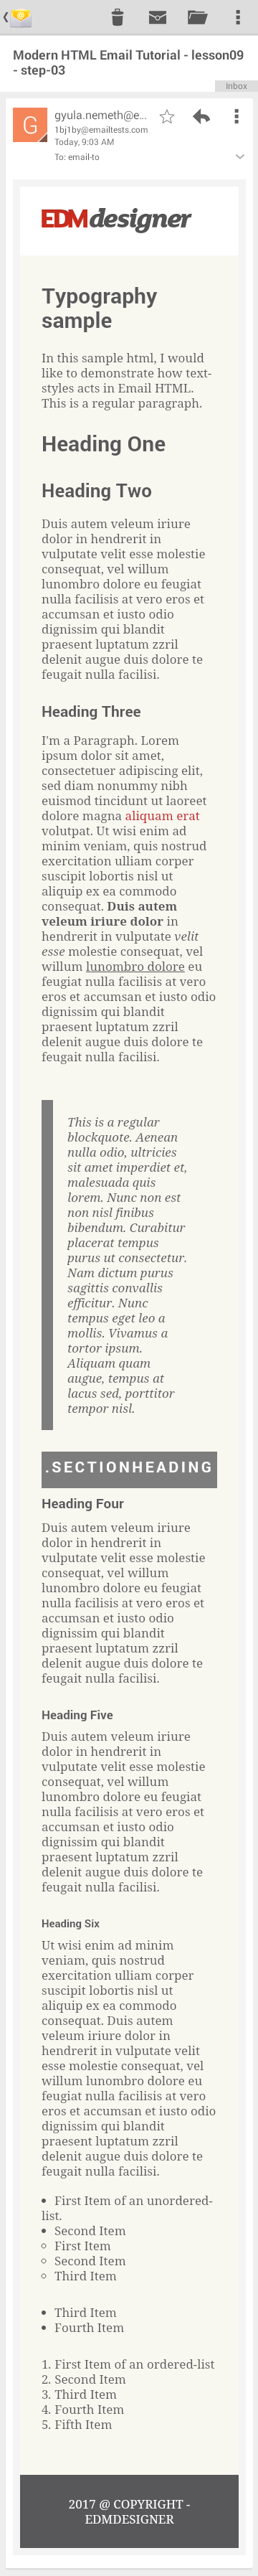 Modern HTML Email Tutorial - lesson09
- step-03
Inbox
G
gyula.nemeth@e...
1bj1by@emailtests.com
Today, 9:03 AM
To: email-to
EDMdesigner
Typography
sample
In this sample html, I would
like to demonstrate how text-
styles acts in Email HTML.
This is a regular paragraph.
Heading One
Heading Two
Duis autem veleum iriure
dolor in hendrerit in
vulputate velit esse molestie
consequat, vel willum
lunombro dolore eu feugiat
nulla facilisis at vero eros et
accumsan et iusto odio
dignissim qui blandit
praesent luptatum zzril
delenit augue duis dolore te
feugait nulla facilisi.
Heading Three
I'm a Paragraph. Lorem
ipsum dolor sit amet,
consectetuer adipiscing elit,
sed diam nonummy nibh
euismod tincidunt ut laoreet
dolore magna aliquam erat
volutpat. Ut wisi enim ad
minim veniam, quis nostrud
exercitation ulliam corper
suscipit lobortis nisl ut
aliquip ex ea commodo
consequat. Duis autem
veleum iriure dolor in
hendrerit in vulputate velit
esse molestie consequat, vel
willum lunombro dolore eu
feugiat nulla facilisis at vero
eros et accumsan et iusto odio
dignissim qui blandit
praesent luptatum zzril
delenit augue duis dolore te
feugait nulla facilisi.
This is a regular
blockquote. Aenean
nulla odio, ultricies
sit amet imperdiet et,
malesuada quis
lorem. Nunc non est
non nisl finibus
bibendum. Curabitur
placerat tempus
purus ut consectetur.
Nam dictum purus
sagittis convallis
efficitur. Nunc
tempus eget leo a
mollis. Vivamus a
tortor ipsum.
Aliquam quam
augue, tempus at
lacus sed, porttitor
tempor nisl.
.SECTIONHEADING
Heading Four
Duis autem veleum iriure
dolor in hendrerit in
vulputate velit esse molestie
consequat, vel willum
lunombro dolore eu feugiat
nulla facilisis at vero eros et
accumsan et iusto odio
dignissim qui blandit
praesent luptatum zzril
delenit augue duis dolore te
feugait nulla facilisi.
Heading Five
Duis autem veleum iriure
dolor in hendrerit in
vulputate velit esse molestie
consequat, vel willum
lunombro dolore eu feugiat
nulla facilisis at vero eros et
accumsan et iusto odio
dignissim qui blandit
praesent luptatum zzril
delenit augue duis dolore te
feugait nulla facilisi.
Heading Six
Ut wisi enim ad minim
veniam, quis nostrud
exercitation ulliam corper
suscipit lobortis nisl ut
aliquip ex ea commodo
consequat. Duis autem
veleum iriure dolor in
hendrerit in vulputate velit
esse molestie consequat, vel
willum lunombro dolore eu
feugiat nulla facilisis at vero
eros et accumsan et iusto odio
dignissim qui blandit
praesent luptatum zzril
delenit augue duis dolore te
feugait nulla facilisi.
• First Item of an unordered-
list.
• Second Item
◦ First Item
◦ Second Item
◦ Third Item
• Third Item
• Fourth Item
1. First Item of an ordered-list
2. Second Item
3. Third Item
4. Fourth Item
5. Fifth Item
2017 @ COPYRIGHT -
EDMDESIGNER